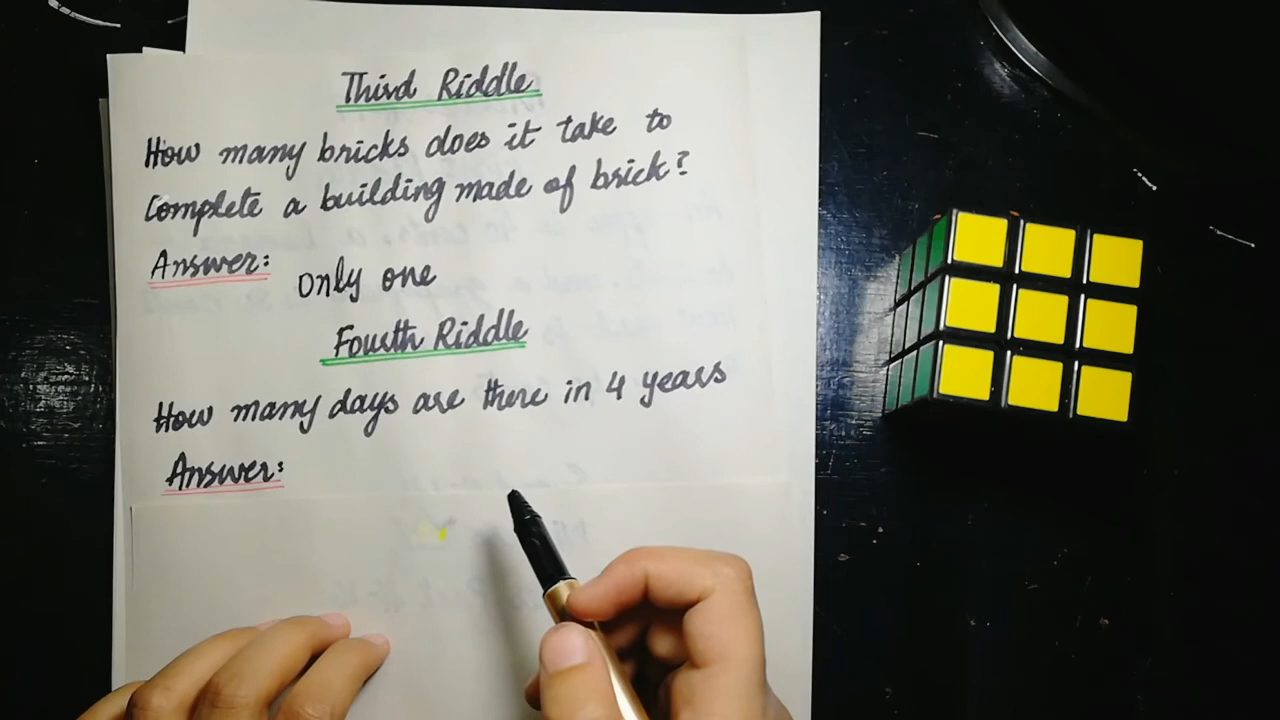 Third Riddle
How many bricks does it take to
Complete a building made of brick?
Answer: Only one
Fourth Riddle
How many days are there in 4 years
Answer: